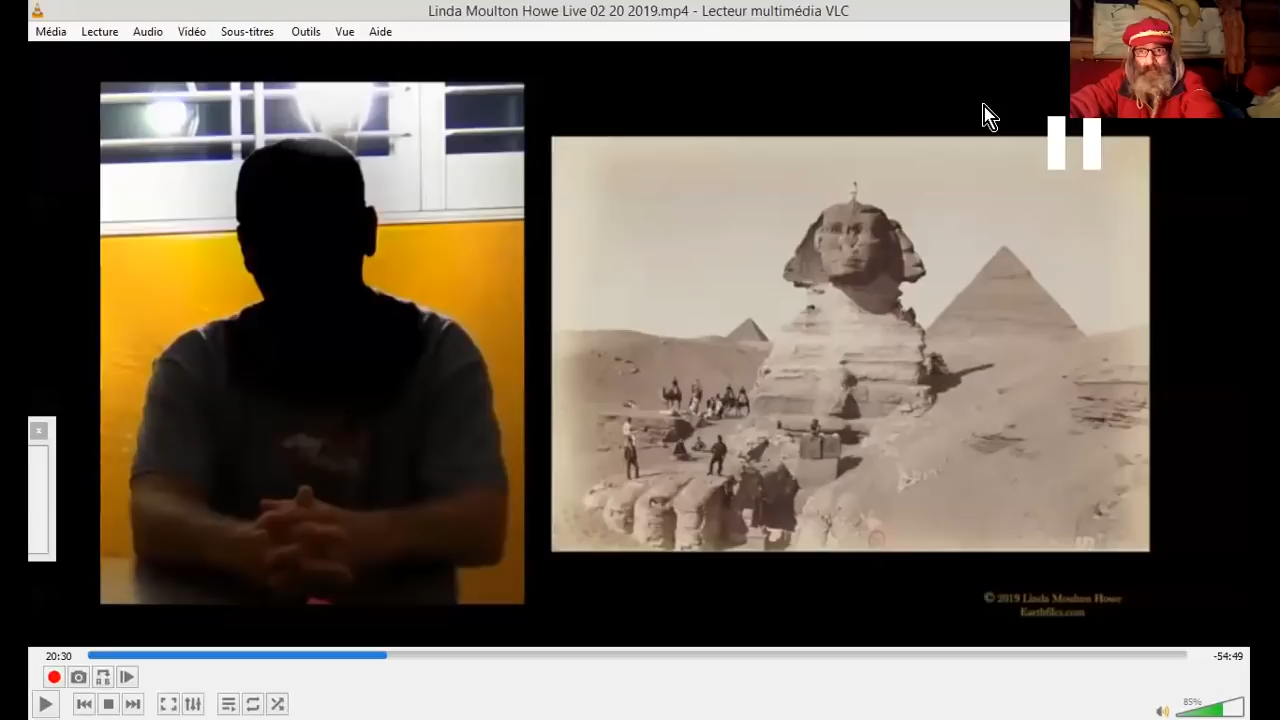 Linda Moulton Howe Live 02 20 2019.mp4 - Lecteur multimédia VLC
Média Lecture Audio Vidéo Sous-titres Outils Vue Aide
x
© 2019 Linda Moulton Howe
Earthfiles.com
20:30
-54:49
A B
85%